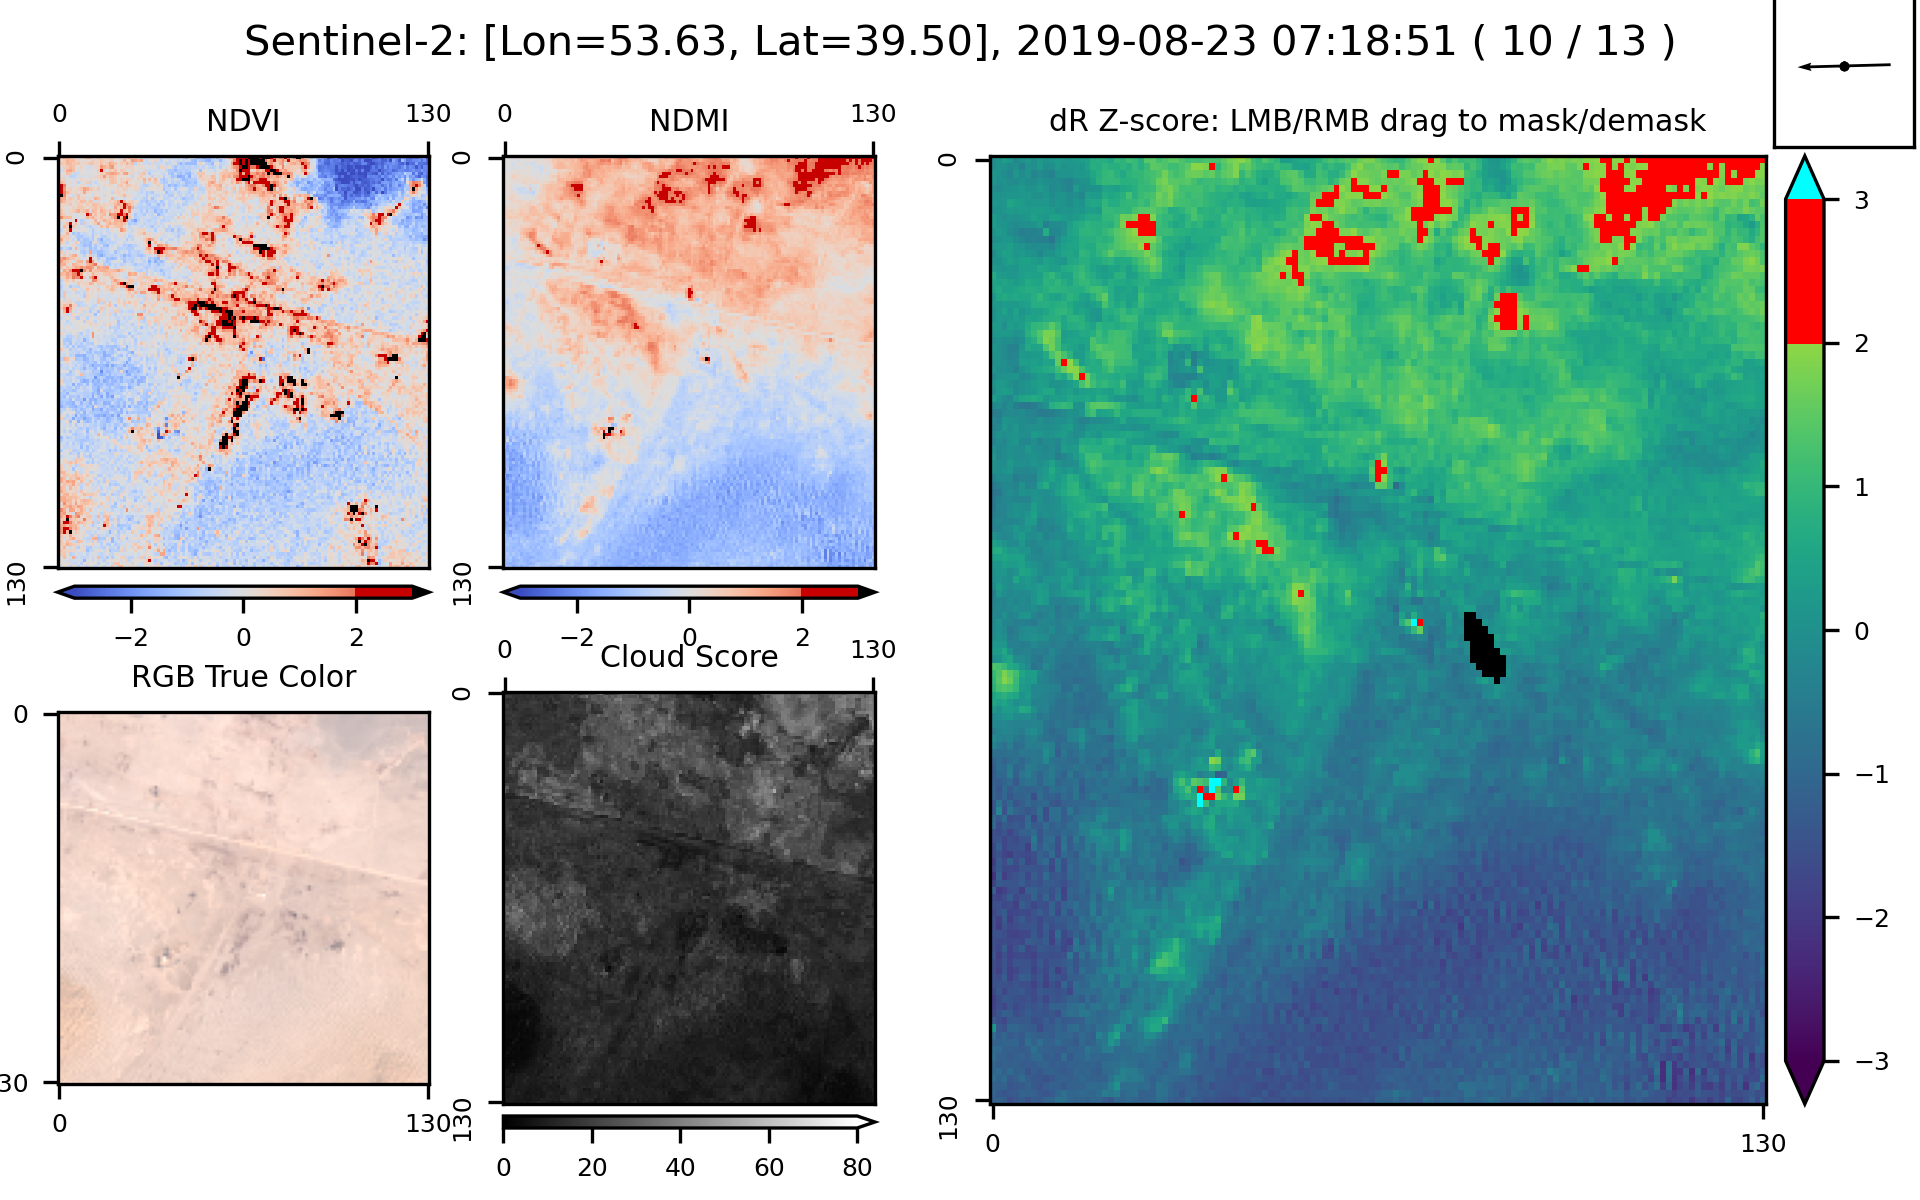 Sentinel-2: [Lon=53.63, Lat=39.50], 2019-08-23 07:18:51 ( 10 / 13 )
0 130
NDVI
0
130
−2 0 2
0 130
NDMI
0
130
−2 0 2
dR Z-score: LMB/RMB drag to mask/demask
0
130
0 130
3
2
1
0
−1
−2
−3
RGB True Color
0
30
0 130
0 130
Cloud Score
0
130
0 20 40 60 80